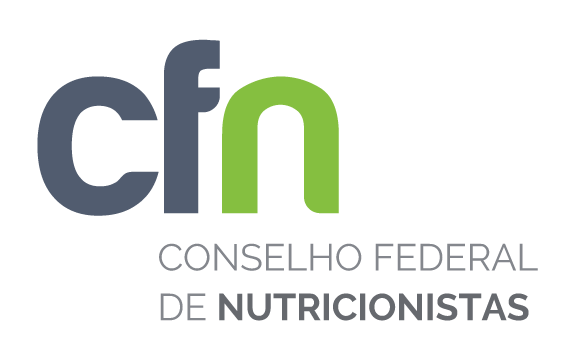 cfn
CONSELHO FEDERAL
DE NUTRICIONISTAS